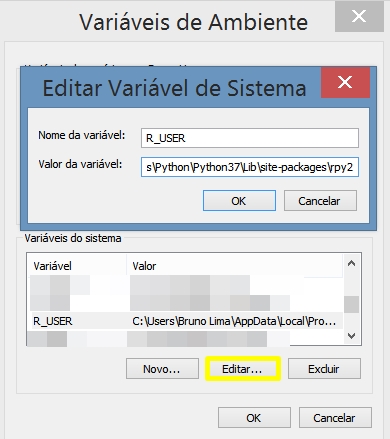 Variáveis de Ambiente
Editar Variável de Sistema
Nome da variável: R_USER
Valor da variável: s\Python\Python37\Lib\site-packages\rpy2
OK Cancelar
Variáveis do sistema
Variável Valor
R_USER C:\Users\Bruno Lima\AppData\Local\Pro...
Novo... Editar... Excluir
OK Cancelar